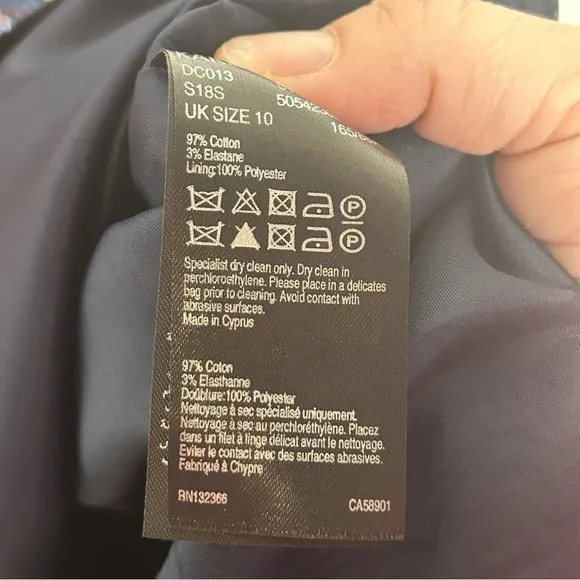 DC013
S18S
UK SIZE 10
97% Cotton
3% Elastane
Lining:100% Polyester
P
P
Specialist dry clean only. Dry clean in
perchloroethylene. Please place in a delicates
bag prior to cleaning. Avoid contact with
abrasive surfaces.
Made in Cyprus
97% Coton
3% Elasthanne
Doublure:100% Polyester
Nettoyage à sec spécialisé uniquement.
Nettoyage à sec au perchloréthylène. Placez
dans un filet à linge délicat avant le nettoyage.
Eviter le contact avec des surfaces abrasives.
Fabriqué à Chypre
RN132366 CA58901